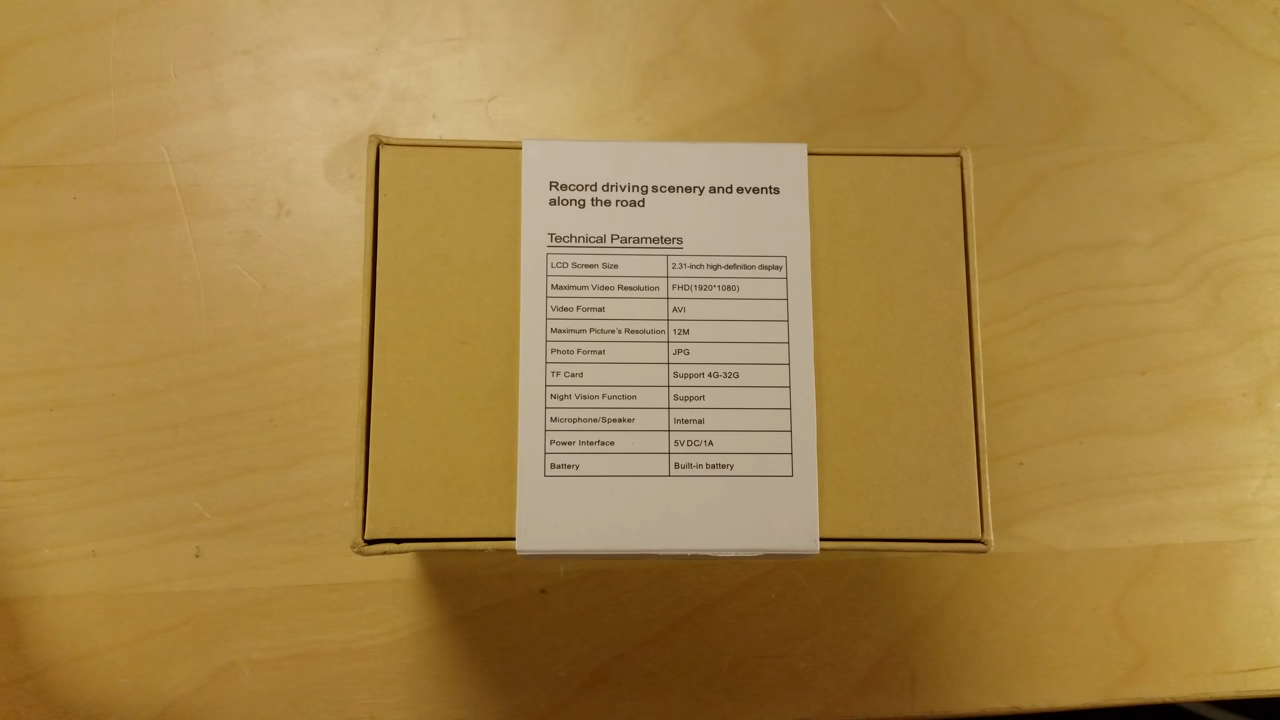 Record driving scenery and events
along the road
Technical Parameters
LCD Screen Size 2.31-inch high-definition display
Maximum Video Resolution FHD(1920*1080)
Video Format AVI
Maximum Picture's Resolution 12M
Photo Format JPG
TF Card Support 4G-32G
Night Vision Function Support
Microphone/Speaker Internal
Power Interface 5V DC/1A
Battery Built-in battery